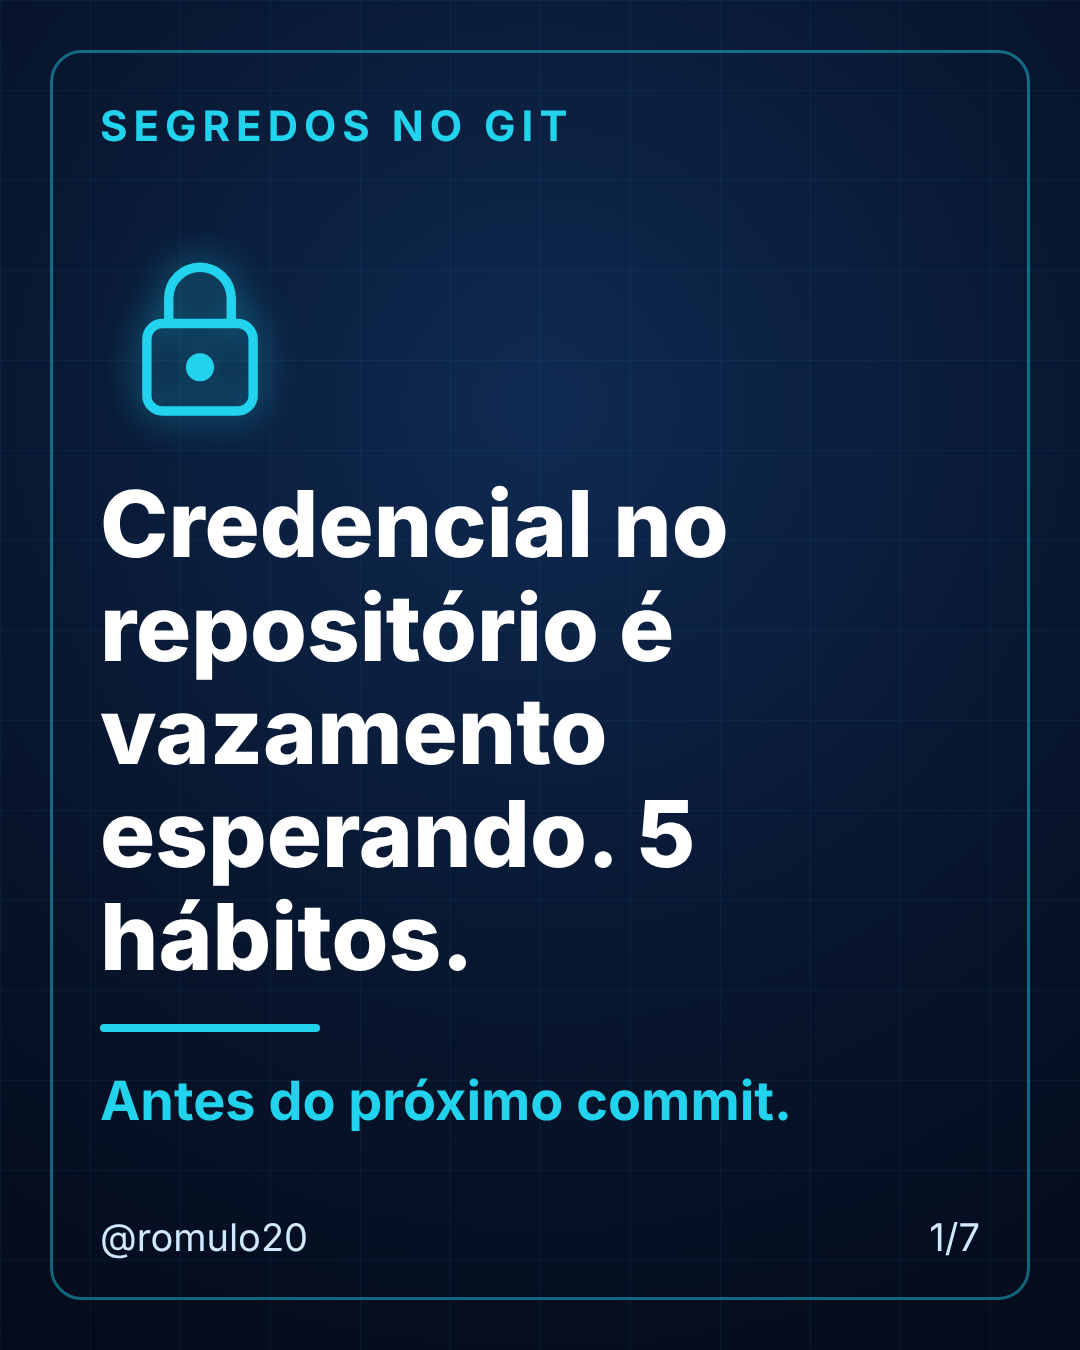 SEGREDOS NO GIT
Credencial no
repositório é
vazamento
esperando. 5
hábitos.
Antes do próximo commit.
@romulo20
1/7